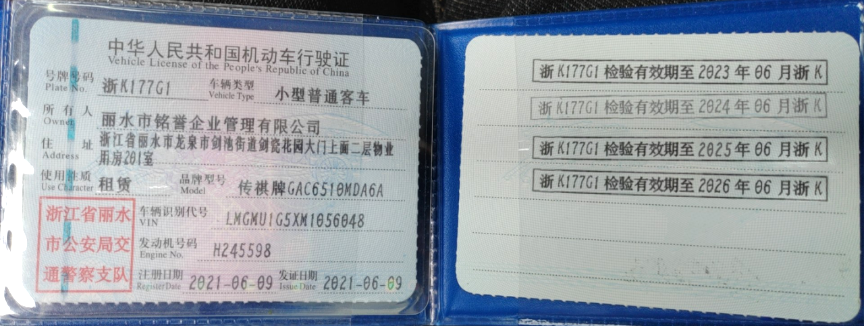 中华人民共和国机动车行驶证
Vehicle License of the People's Republic of China
号牌号码 浙K177G1 车辆类型 小型普通客车
Plate No. Vehicle Type
所有人 丽水市铭誉企业管理有限公司
Owner
住址 浙江省丽水市龙泉市剑池街道剑瓷花园大门上面二层物业
Address 用房201室
使用性质 租赁 品牌型号 传祺牌GAC6510MDA6A
Use Character Model
浙江省丽水
市公安局交
通警察支队
车辆识别代号 LMGMU1G5XM1056048
VIN
发动机号码 H245598
Engine No.
注册日期 2021-06-09 发证日期 2021-06-09
Register Date Issue Date
浙K177G1检验有效期至2023年06月浙K
浙K177G1检验有效期至2024年06月浙K
浙K177G1检验有效期至2025年06月浙K
浙K177G1检验有效期至2026年06月浙K